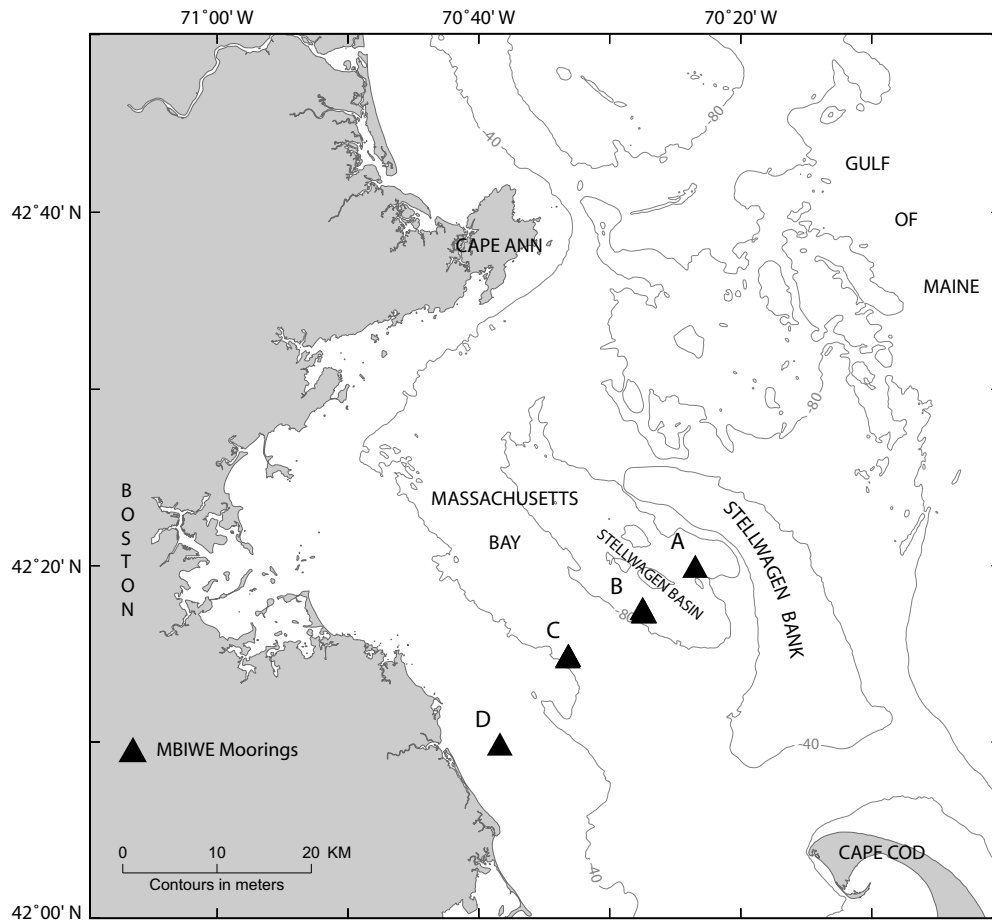 71°00' W 70°40' W 70°20' W
-40
-80
GULF
42°40' N
OF
CAPE ANN
MAINE
-80
BOSTON
MASSACHUSETTS
STELLWAGEN BANK
BAY
STELLWAGEN BASIN
A
42°20' N
B
-80
C
D
-40
MBIWE Moorings
0 10 20 KM
Contours in meters
CAPE COD
-40
42°00' N